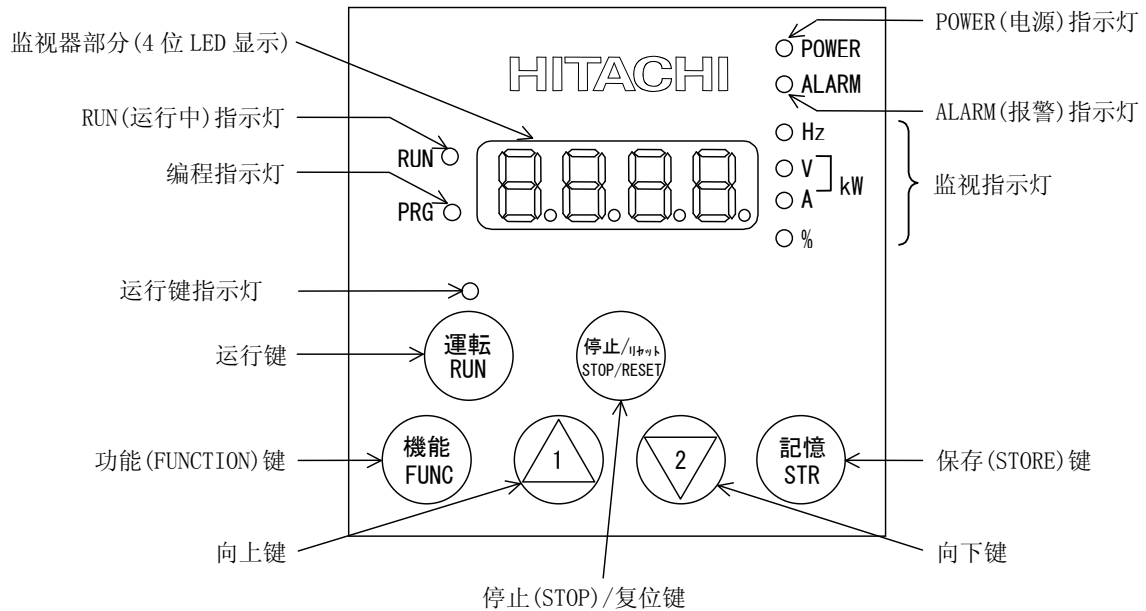 POWER(电源)指示灯
监视器部分(4 位 LED 显示)
POWER
HITACHI
ALARM
RUN(运行中)指示灯
ALARM(报警)指示灯
Hz
RUN
8.8.8.8.
V
kW
监视指示灯
编程指示灯
PRG
A
%
运行键指示灯
运行键
運転
RUN
停止/リセット
STOP/RESET
功能(FUNCTION)键
機能
FUNC
1
2
記憶
STR
保存(STORE)键
向上键
向下键
停止(STOP)/复位键